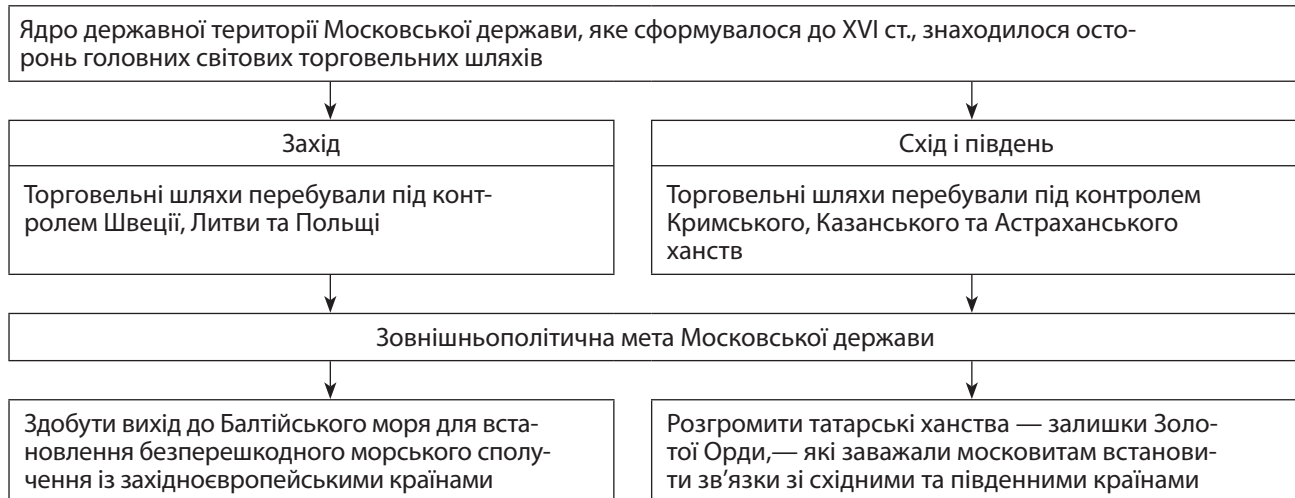 Ядро державної території Московської держави, яке сформувалося до XVI ст., знаходилося осто-
ронь головних світових торговельних шляхів
Захід
Торговельні шляхи перебували під конт-
ролем Швеції, Литви та Польщі
Схід і південь
Торговельні шляхи перебували під контролем
Кримського, Казанського та Астраханського
ханств
Зовнішньополітична мета Московської держави
Здобути вихід до Балтійського моря для вста-
новлення безперешкодного морського сполу-
чення із західноєвропейськими країнами
Розгромити татарські ханства — залишки Золо-
тої Орди,— які заважали московитам встанови-
ти зв’язки зі східними та південними країнами